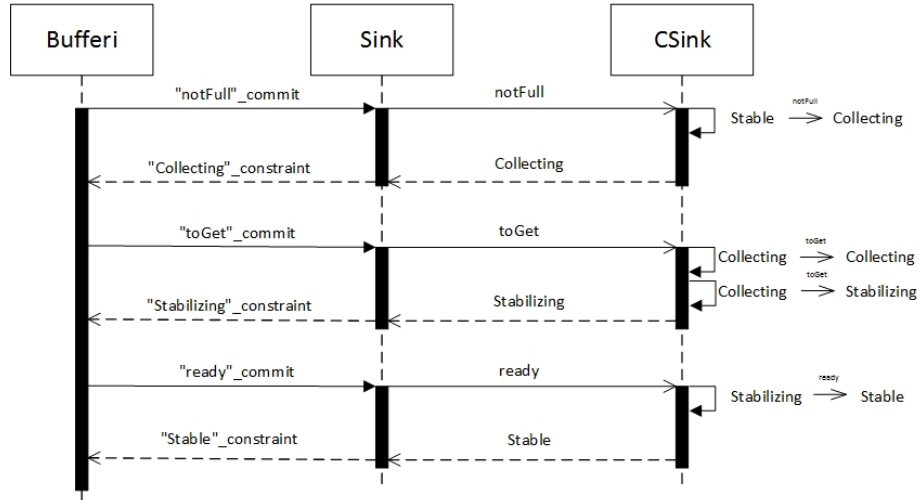 Bufferi
Sink
CSink
"notFull"_commit
notFull
notFull
Stable
Collecting
"Collecting"_constraint
Collecting
"toGet"_commit
toGet
toGet
Collecting
Collecting
toGet
Collecting
Stabilizing
"Stabilizing"_constraint
Stabilizing
"ready"_commit
ready
ready
Stabilizing
Stable
"Stable"_constraint
Stable